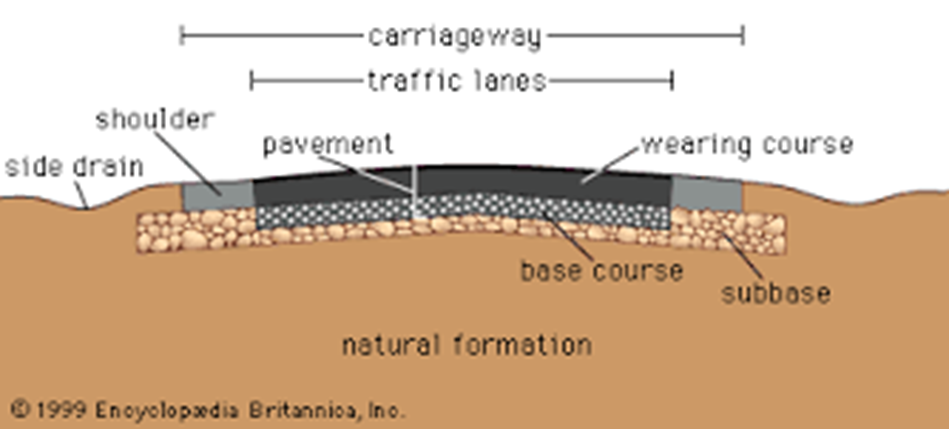 carriageway
traffic lanes
shoulder
pavement
wearing course
side drain
base course
subbase
natural formation
© 1999 Encyclopædia Britannica, Inc.